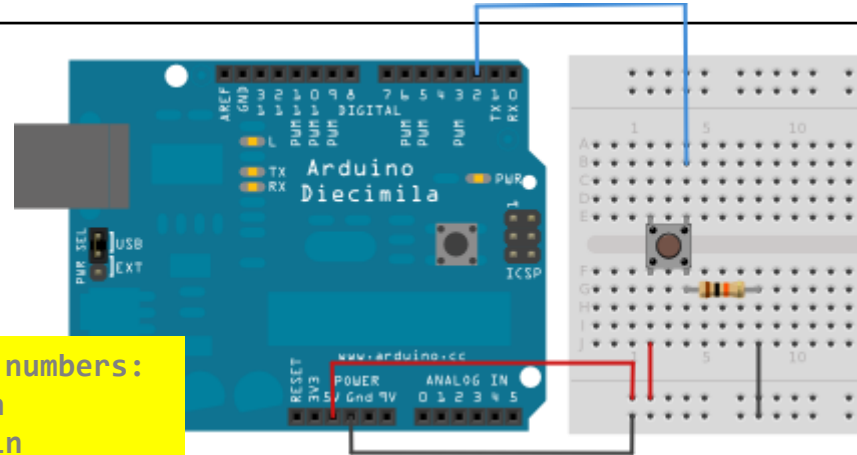 AREF
GND
13
12
11
10
9
8
7
6
5
4
3
2
1
0
DIGITAL
PWM
PWM
PWM
PWM
PWM
PWM
TX
RX
L
TX
RX
Arduino
Diecimila
PWR
1
ICSP
PWR SEL
USB
EXT
www.arduino.cc
POWER
RESET
3V3
5V Gnd 9V
ANALOG IN
0 1 2 3 4 5
1 5 10
A
B
C
D
E
F
G
H
I
J
1 5 10
numbers: